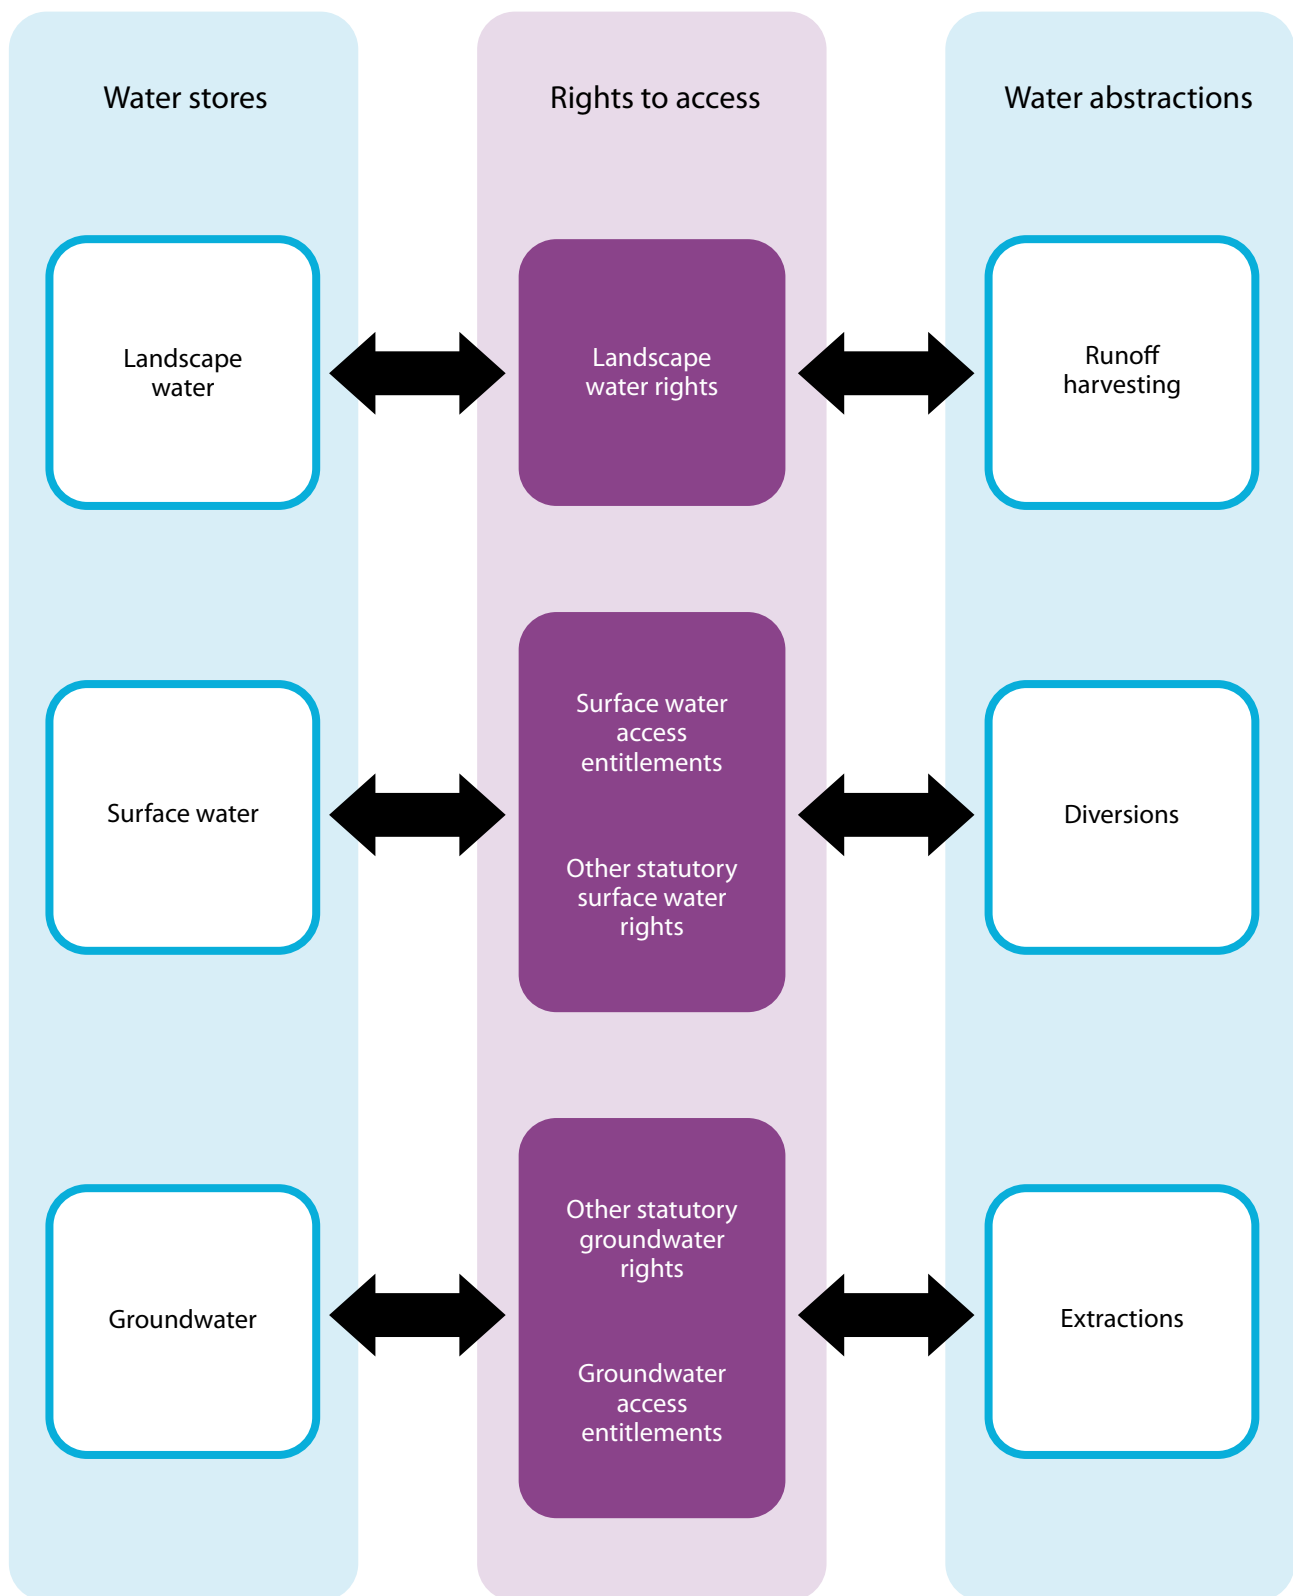 Water stores
Rights to access
Water abstractions
Landscape
water
Landscape
water rights
Runoff
harvesting
Surface water
Surface water
access
entitlements
Other statutory
surface water
rights
Diversions
Groundwater
Other statutory
groundwater
rights
Groundwater
access
entitlements
Extractions